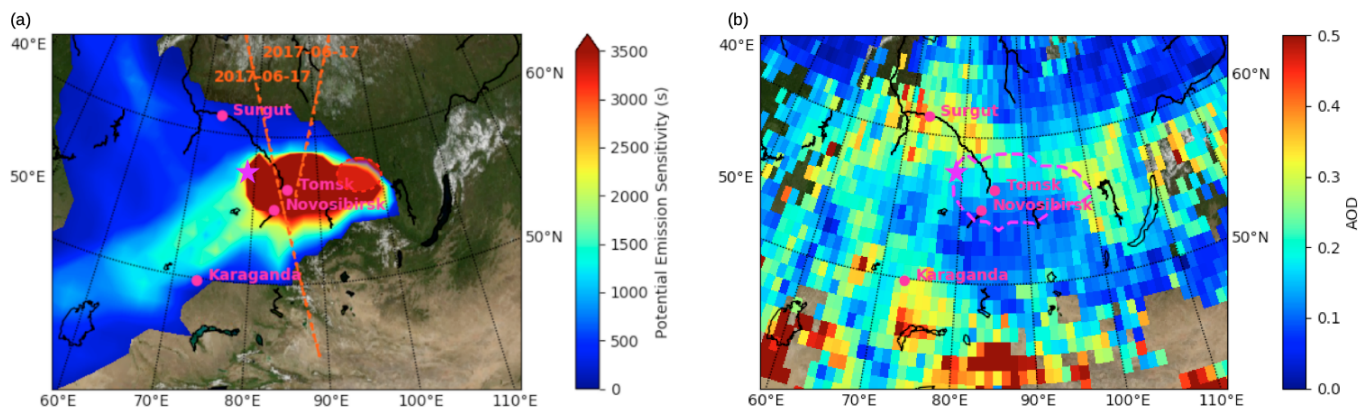 (a)
40°E
50°E
60°N
50°N
60°E
70°E
80°E
90°E
100°E
110°E
2017-06-17
2017-06-17
Surgut
Tomsk
Novosibirsk
Karaganda
3500
3000
2500
2000
1500
1000
500
0
Potential Emission Sensitivity (s)
(b)
40°E
50°E
60°N
50°N
60°E
70°E
80°E
90°E
100°E
110°E
Surgut
Tomsk
Novosibirsk
Karaganda
0.5
0.4
0.3
0.2
0.1
0.0
AOD